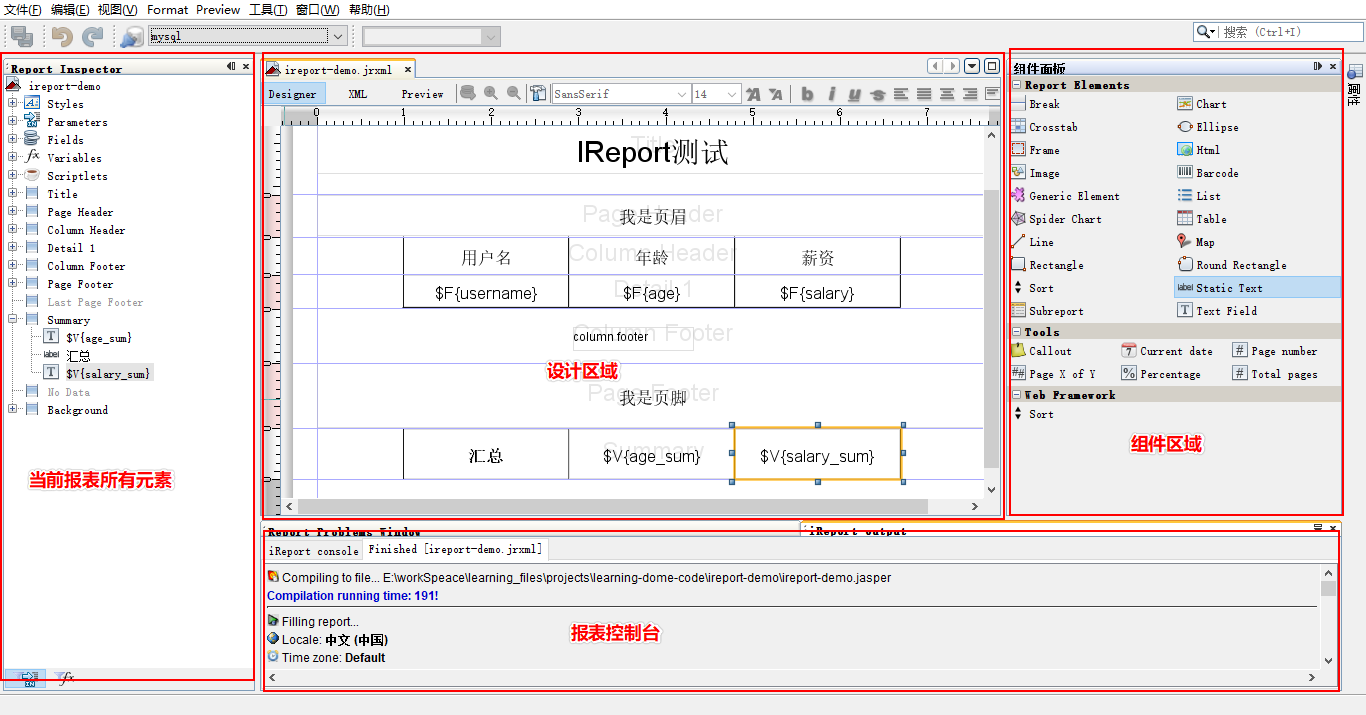 文件(F) 编辑(E) 视图(V) Format Preview 工具(T) 窗口(W) 帮助(H)
mysql
搜索 (Ctrl+I)
Report Inspector
ireport-demo
Styles
Parameters
Fields
Variables
Scriptlets
Title
Page Header
Column Header
Detail 1
Column Footer
Page Footer
Last Page Footer
Summary
$V{age_sum}
label 汇总
$V{salary_sum}
No Data
Background
当前报表所有元素
ireport-demo.jrxml
Designer XML Preview SansSerif 14
0 1 2 3 4 5 6 7
Title
IReport测试
Page Header
我是页眉
Column Header
用户名 年龄 薪资
Detail 1
$F{username} $F{age} $F{salary}
Column Footer
column footer
设计区域
Page Footer
我是页脚
Summary
汇总 $V{age_sum} $V{salary_sum}
组件面板
Report Elements
Break Chart
Crosstab Ellipse
Frame Html
Image Barcode
Generic Element List
Spider Chart Table
Line Map
Rectangle Round Rectangle
Sort label Static Text
Subreport Text Field
Tools
Callout Current date Page number
Page X of Y Percentage Total pages
Web Framework
Sort
组件区域
属性
Report Problems Window iReport output
iReport console Finished [ireport-demo.jrxml]
Compiling to file... E:\workSpeace\learning_files\projects\learning-dome-code\ireport-demo\ireport-demo.jasper
Compilation running time: 191!
Filling report...
Locale: 中文 (中国)
Time zone: Default
报表控制台